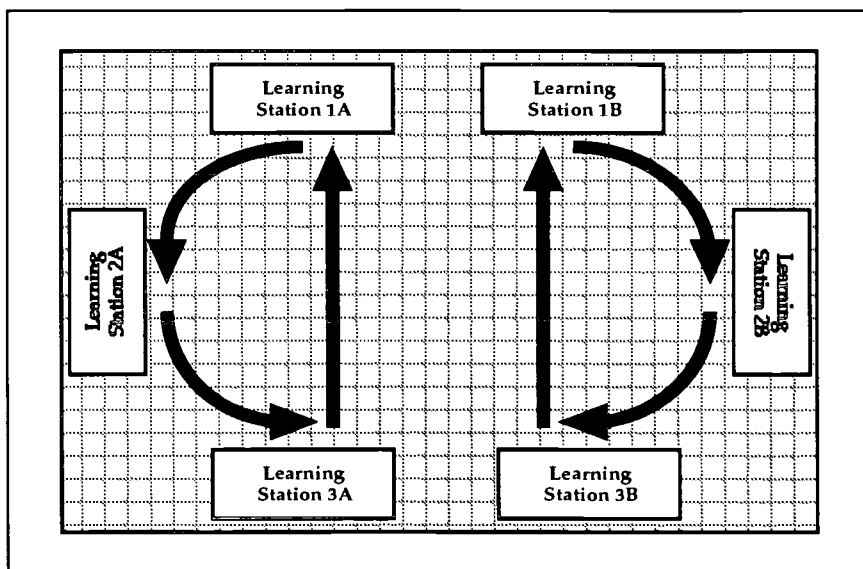 Learning
Station 1A
Learning
Station 1B
Learning
Station 2A
Learning
Station 2B
Learning
Station 3A
Learning
Station 3B